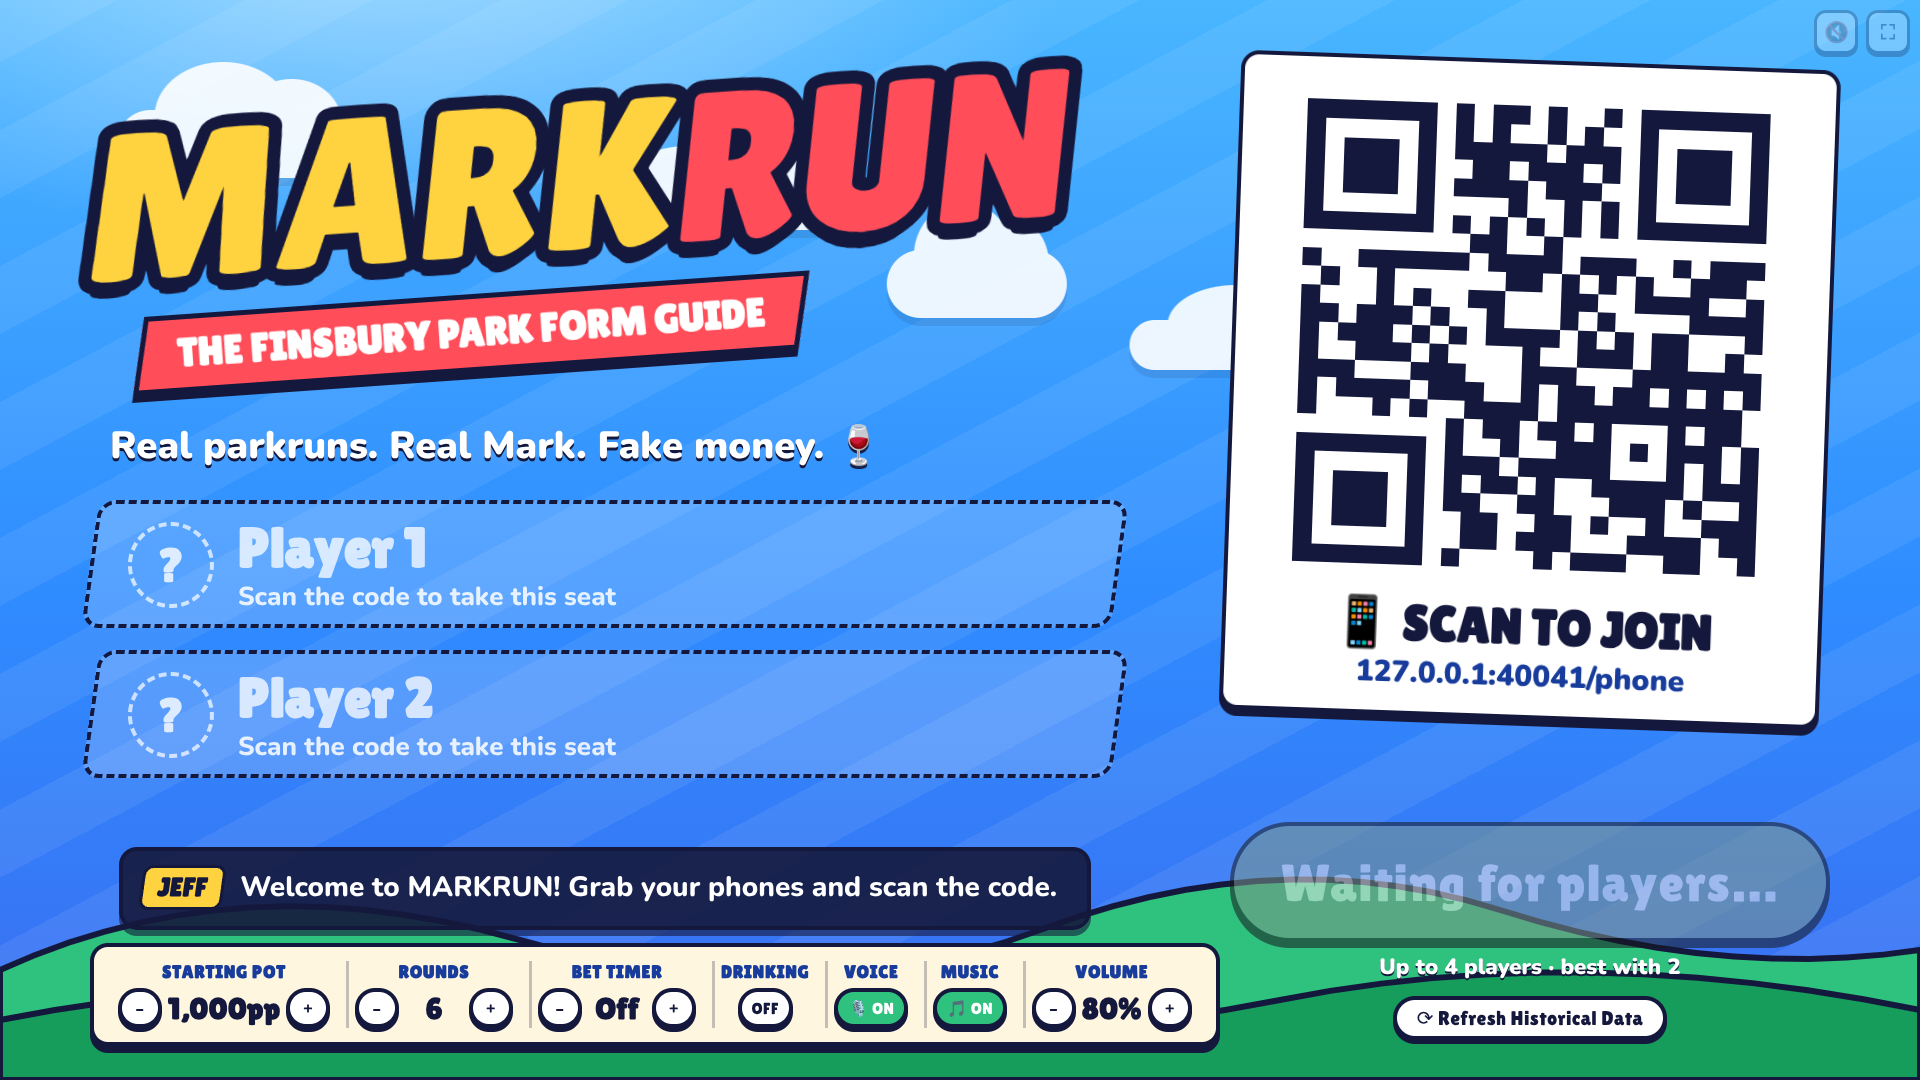 MARKRUN
THE FINSBURY PARK FORM GUIDE
Real parkruns. Real Mark. Fake money.
?
Player 1
Scan the code to take this seat
?
Player 2
Scan the code to take this seat
SCAN TO JOIN
127.0.0.1:40041/phone
JEFF Welcome to MARKRUN! Grab your phones and scan the code.
Waiting for players...
STARTING POT ROUNDS BET TIMER DRINKING VOICE MUSIC VOLUME
- 1,000pp + - 6 + - Off + OFF ON ON - 80% +
Up to 4 players · best with 2
⟳ Refresh Historical Data